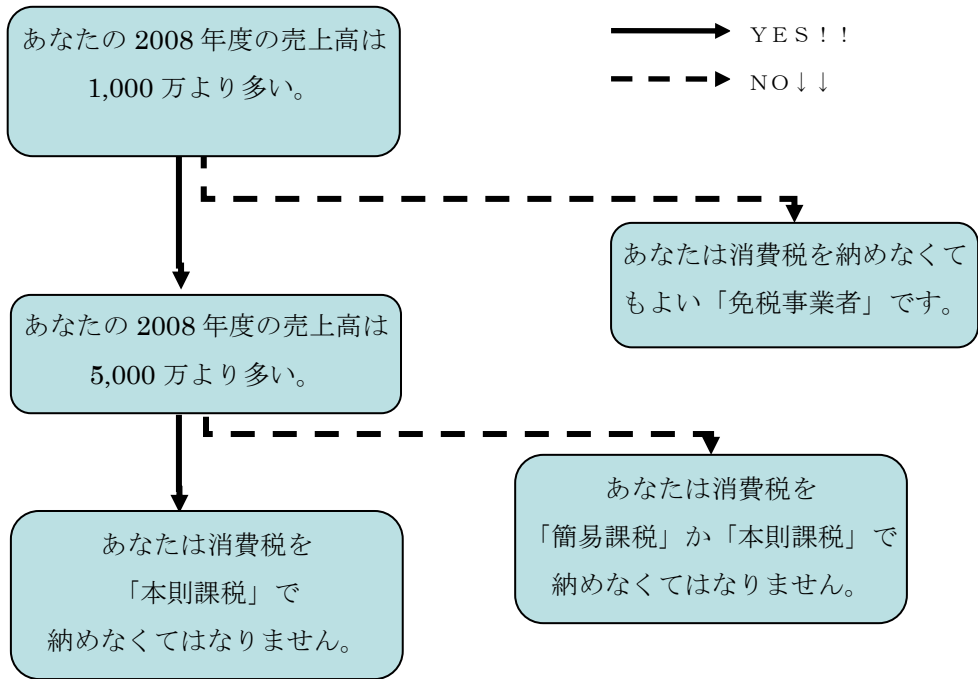 あなたの 2008 年度の売上高は
1,000 万より多い。
YES！！
NO↓↓
あなたは消費税を納めなくて
もよい「免税事業者」です。
あなたの 2008 年度の売上高は
5,000 万より多い。
あなたは消費税を
「簡易課税」か「本則課税」で
納めなくてはなりません。
あなたは消費税を
「本則課税」で
納めなくてはなりません。